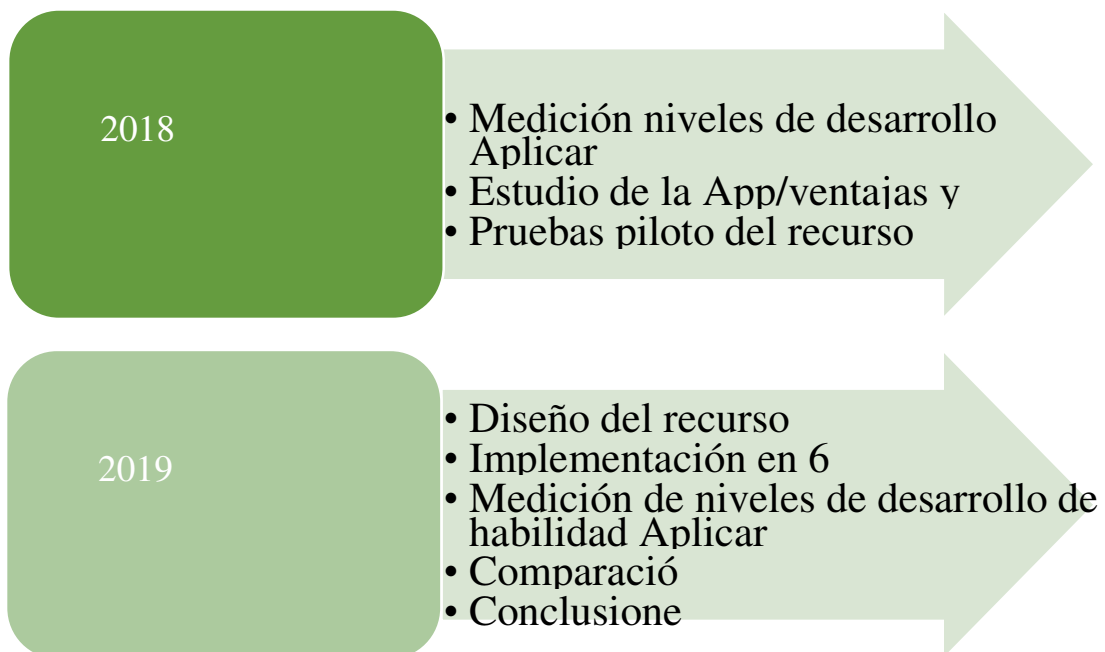 2018
• Medición niveles de desarrollo
Aplicar
• Estudio de la App/ventajas y
• Pruebas piloto del recurso
2019
• Diseño del recurso
• Implementación en 6
• Medición de niveles de desarrollo de
habilidad Aplicar
• Comparació
• Conclusione